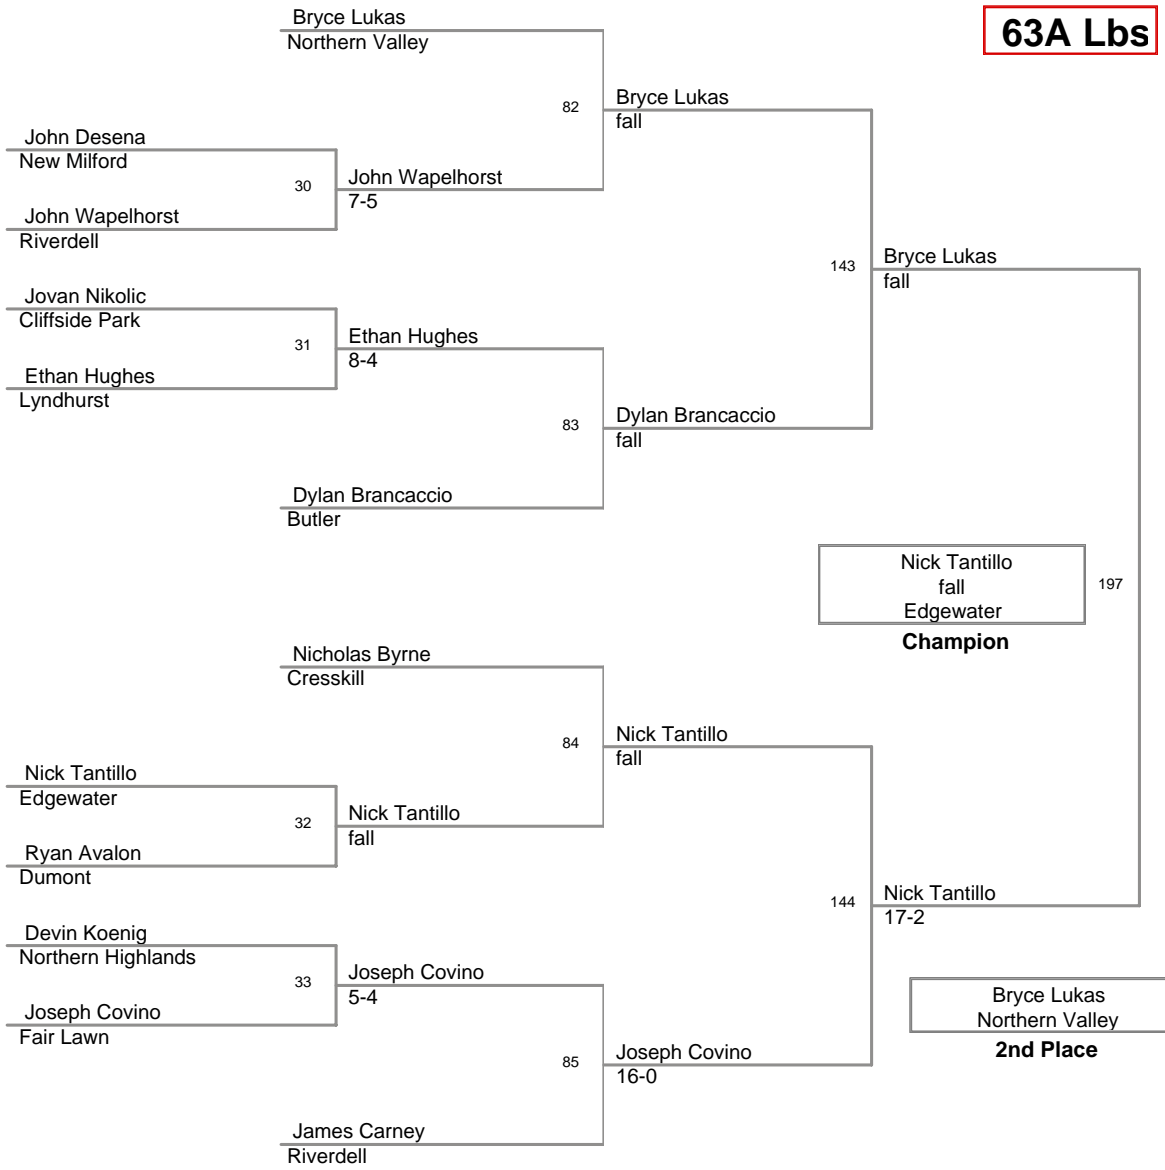 Bryce Lukas
Northern Valley
63A Lbs
82
Bryce Lukas
fall
John Desena
New Milford
30
John Wapelhorst
7-5
John Wapelhorst
Riverdell
143
Bryce Lukas
fall
Jovan Nikolic
Cliffside Park
31
Ethan Hughes
8-4
Ethan Hughes
Lyndhurst
83
Dylan Brancaccio
fall
Dylan Brancaccio
Butler
Nick Tantillo
fall
Edgewater
197
Champion
Nicholas Byrne
Cresskill
84
Nick Tantillo
fall
Nick Tantillo
Edgewater
32
Nick Tantillo
fall
Ryan Avalon
Dumont
144
Nick Tantillo
17-2
Devin Koenig
Northern Highlands
33
Joseph Covino
5-4
Joseph Covino
Fair Lawn
Bryce Lukas
Northern Valley
2nd Place
85
Joseph Covino
16-0
James Carney
Riverdell